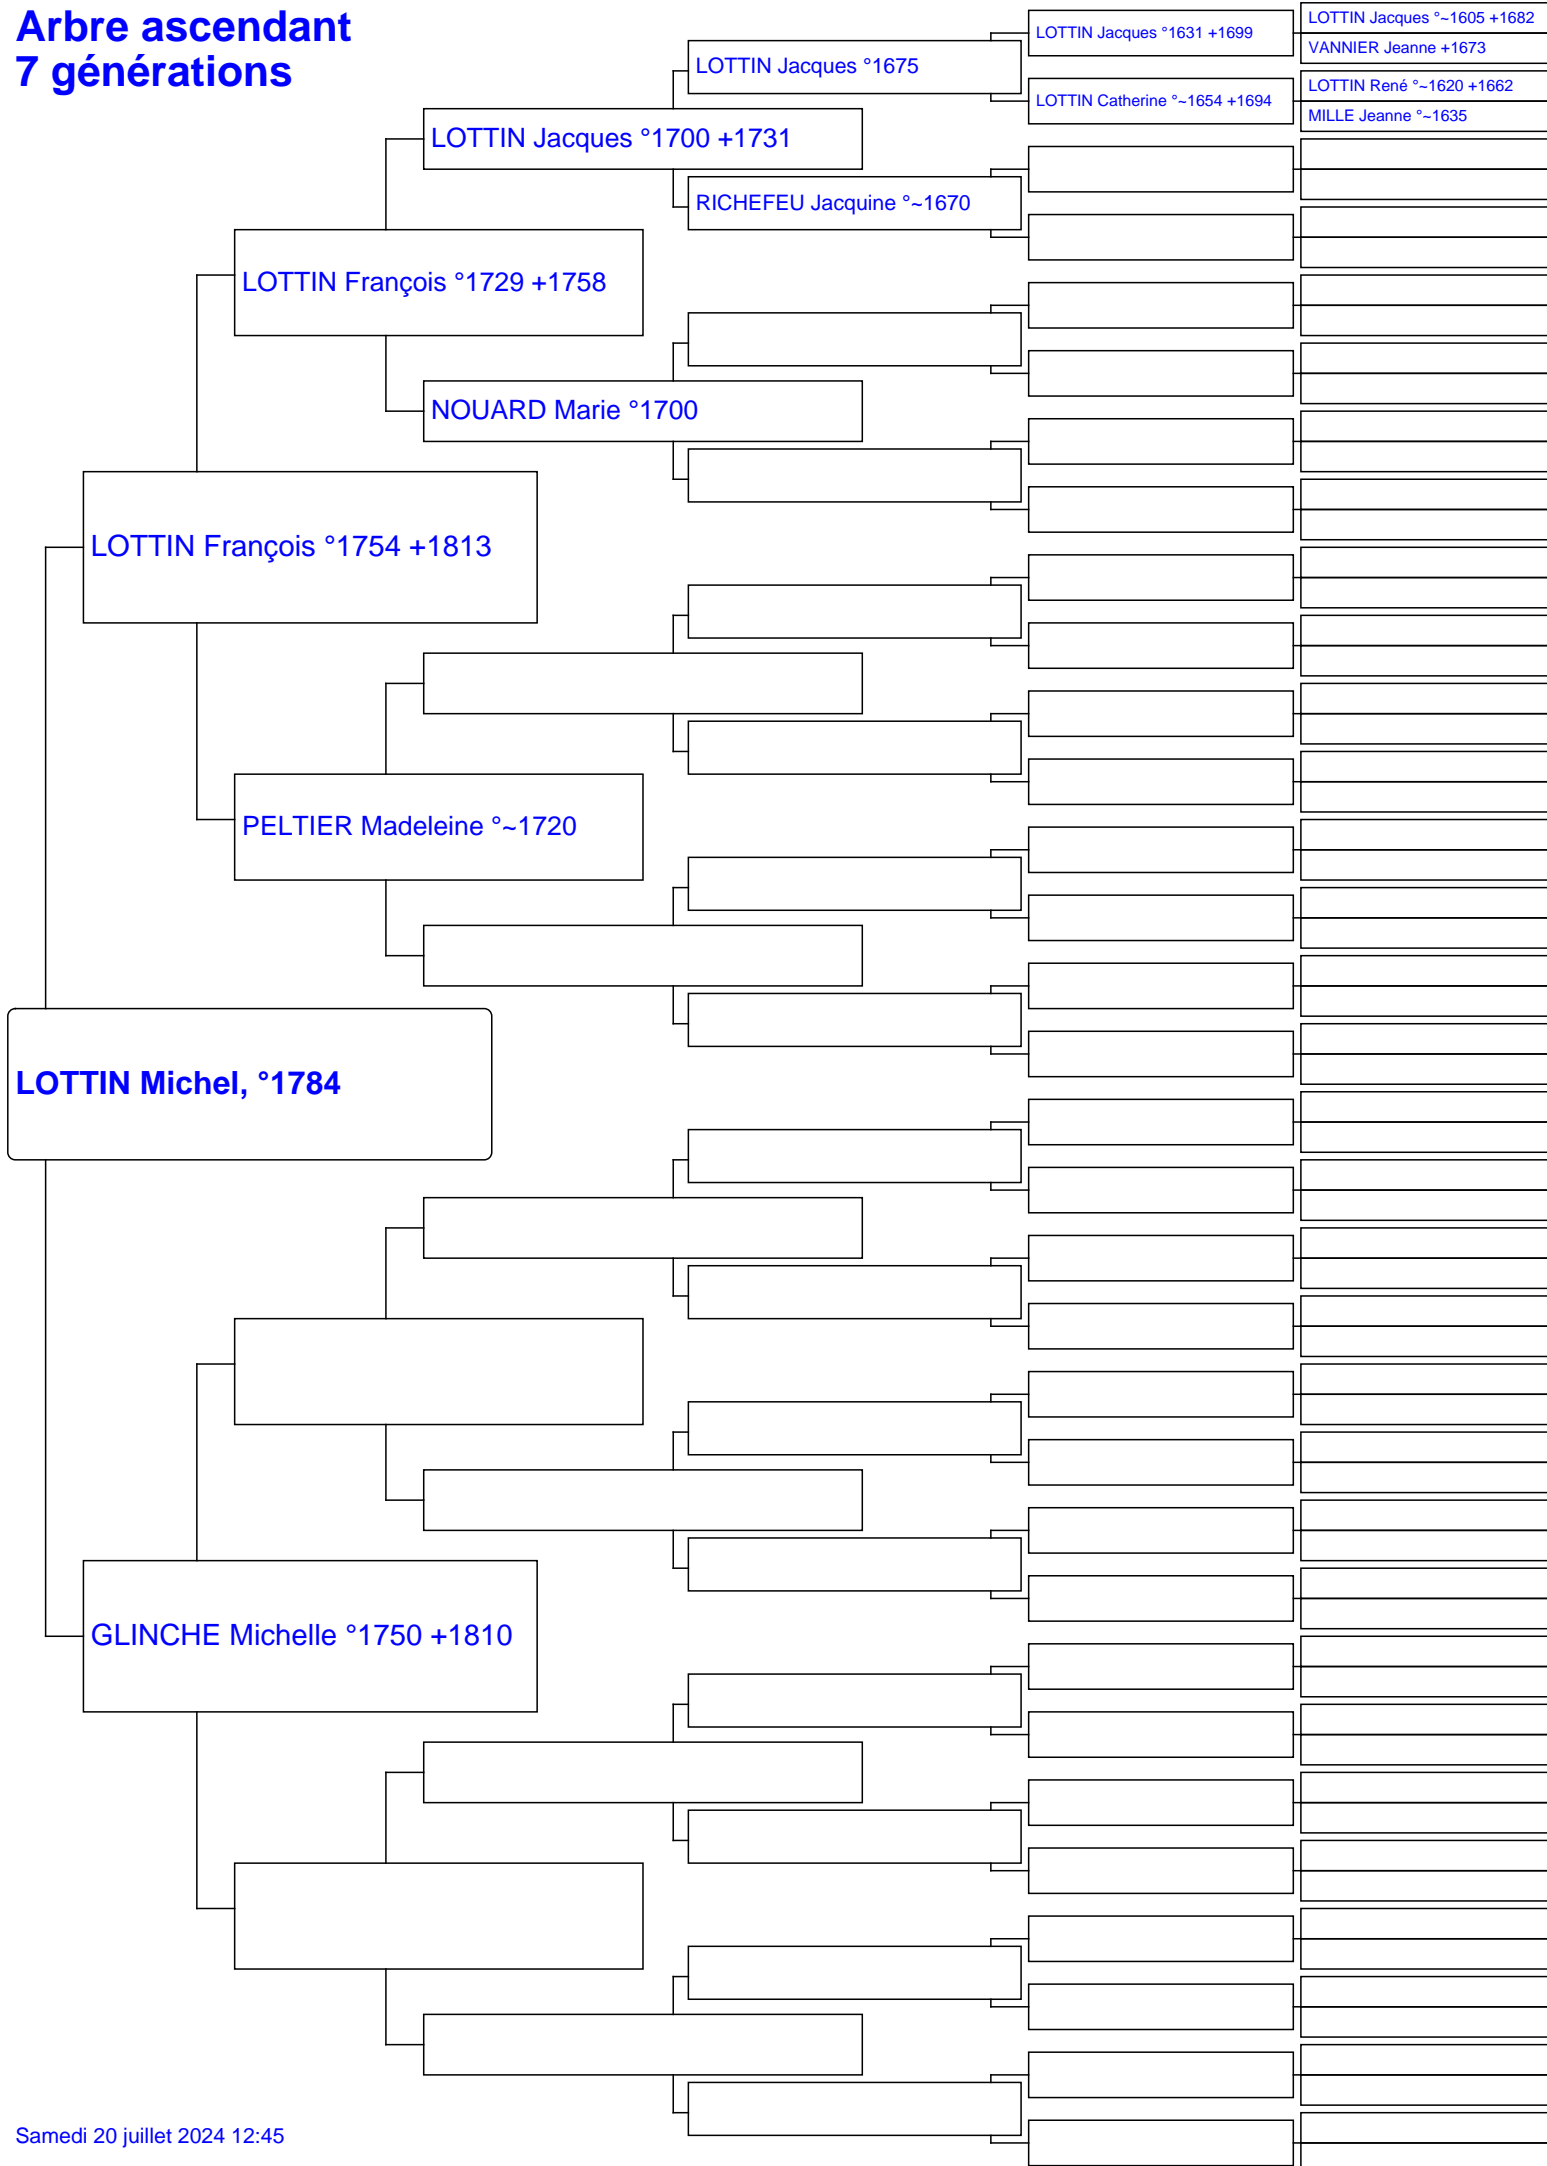 Arbre ascendant
7 générations
LOTTIN Jacques °~1605 +1682
LOTTIN Jacques °1631 +1699
VANNIER Jeanne +1673
LOTTIN Jacques °1675
LOTTIN René °~1620 +1662
LOTTIN Catherine °~1654 +1694
MILLE Jeanne °~1635
LOTTIN Jacques °1700 +1731
RICHEFEU Jacquine °~1670
LOTTIN François °1729 +1758
NOUARD Marie °1700
LOTTIN François °1754 +1813
PELTIER Madeleine °~1720
LOTTIN Michel, °1784
GLINCHE Michelle °1750 +1810
Samedi 20 juillet 2024 12:45